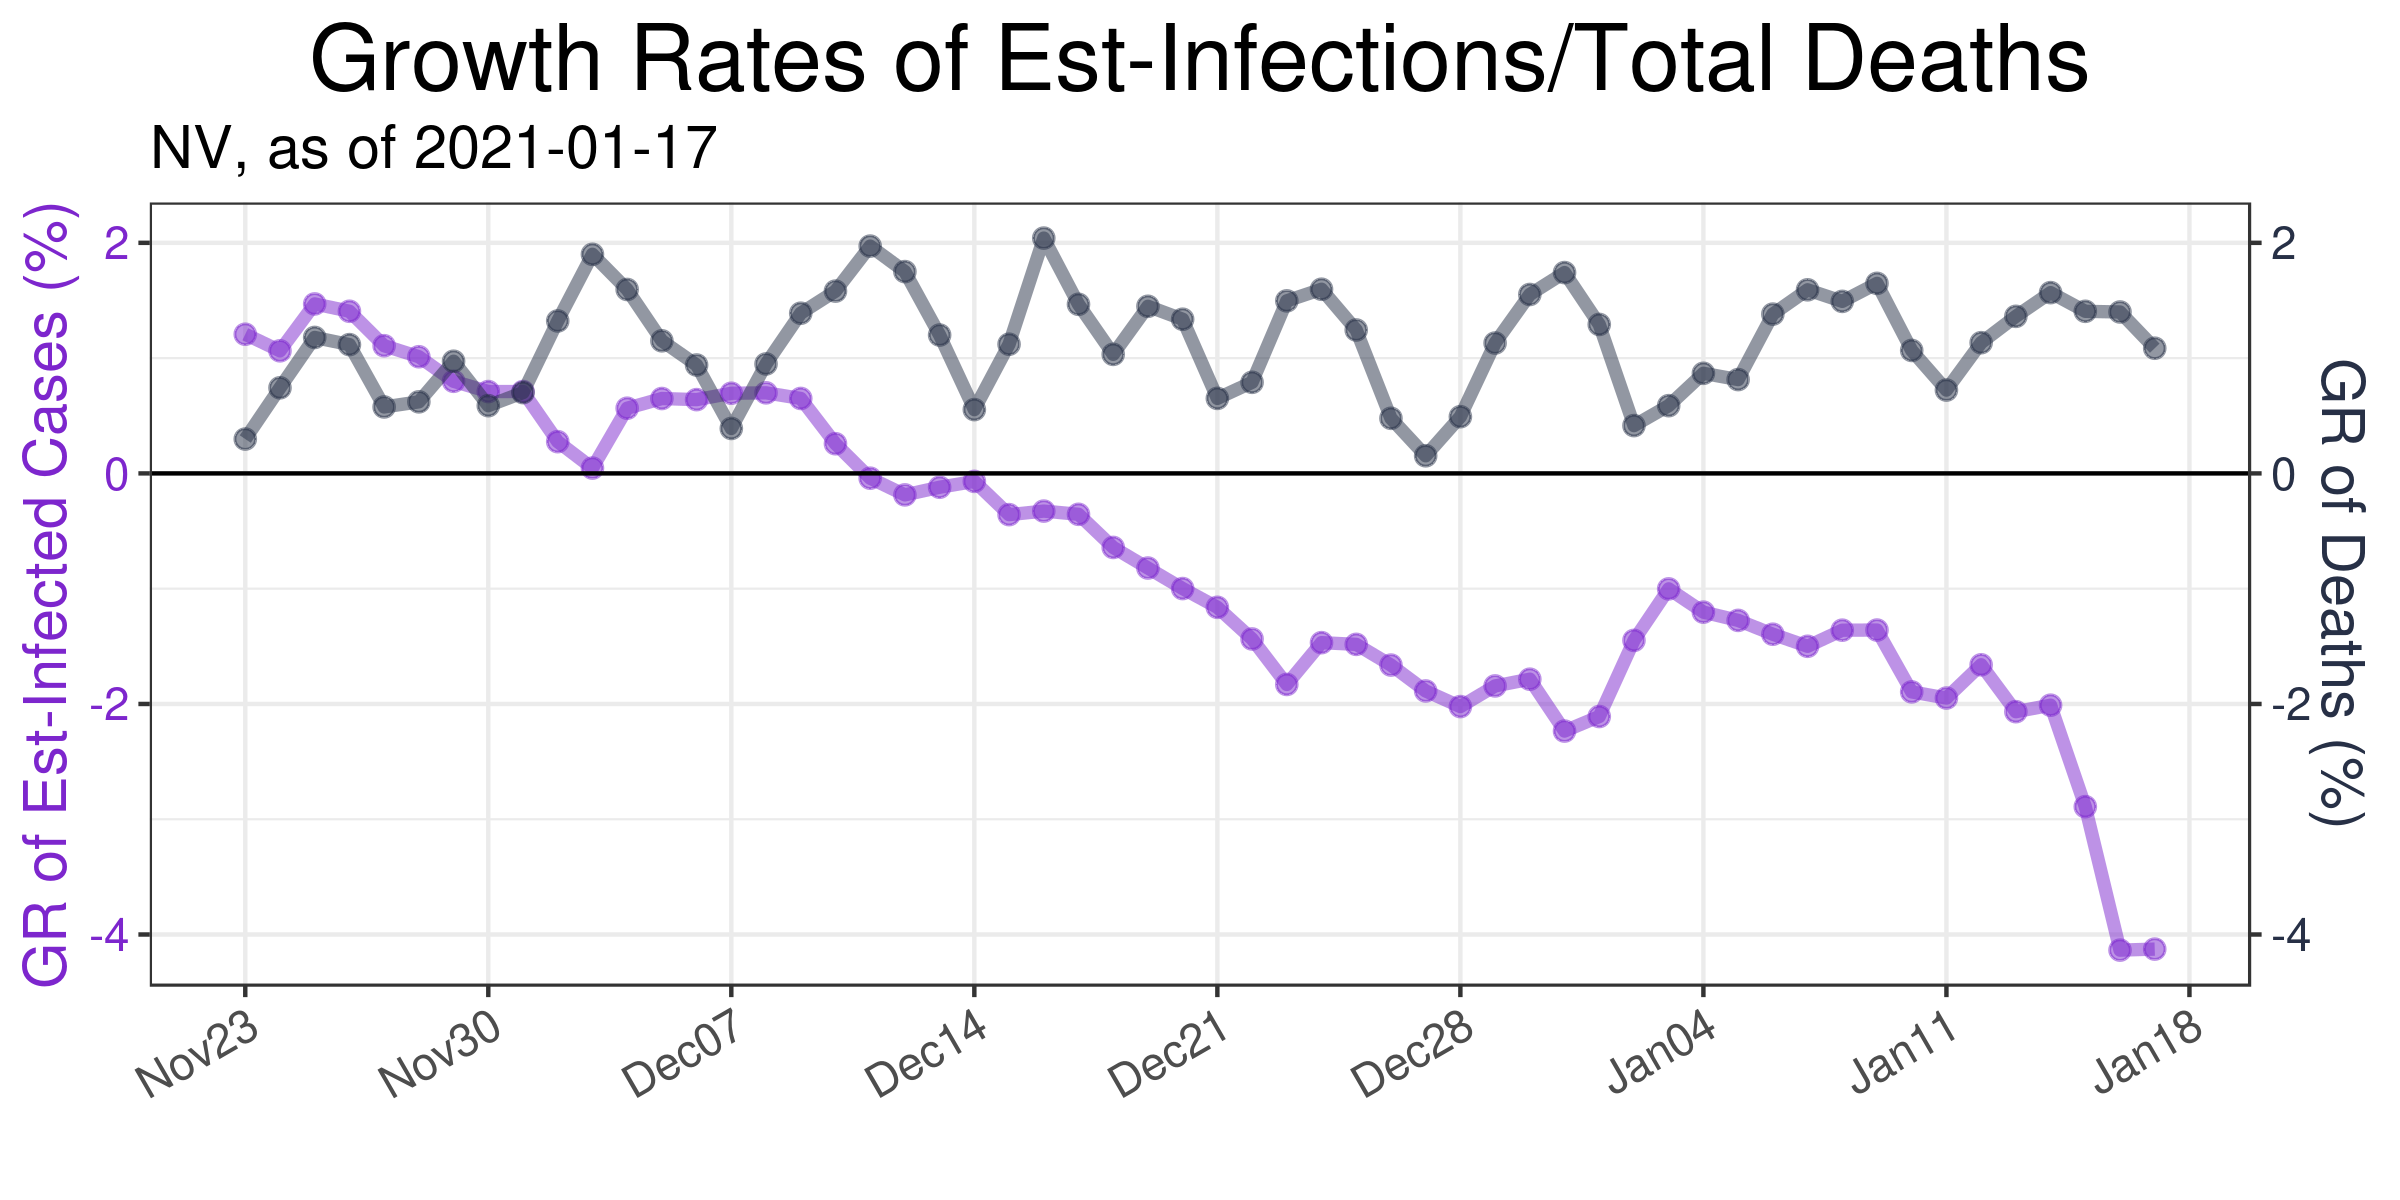 Growth Rates of Est-Infections/Total Deaths
NV, as of 2021-01-17
GR of Est-Infected Cases (%)
2
0
-2
-4
2
0
-2
-4
GR of Deaths (%)
Nov23
Nov30
Dec07
Dec14
Dec21
Dec28
Jan04
Jan11
Jan18